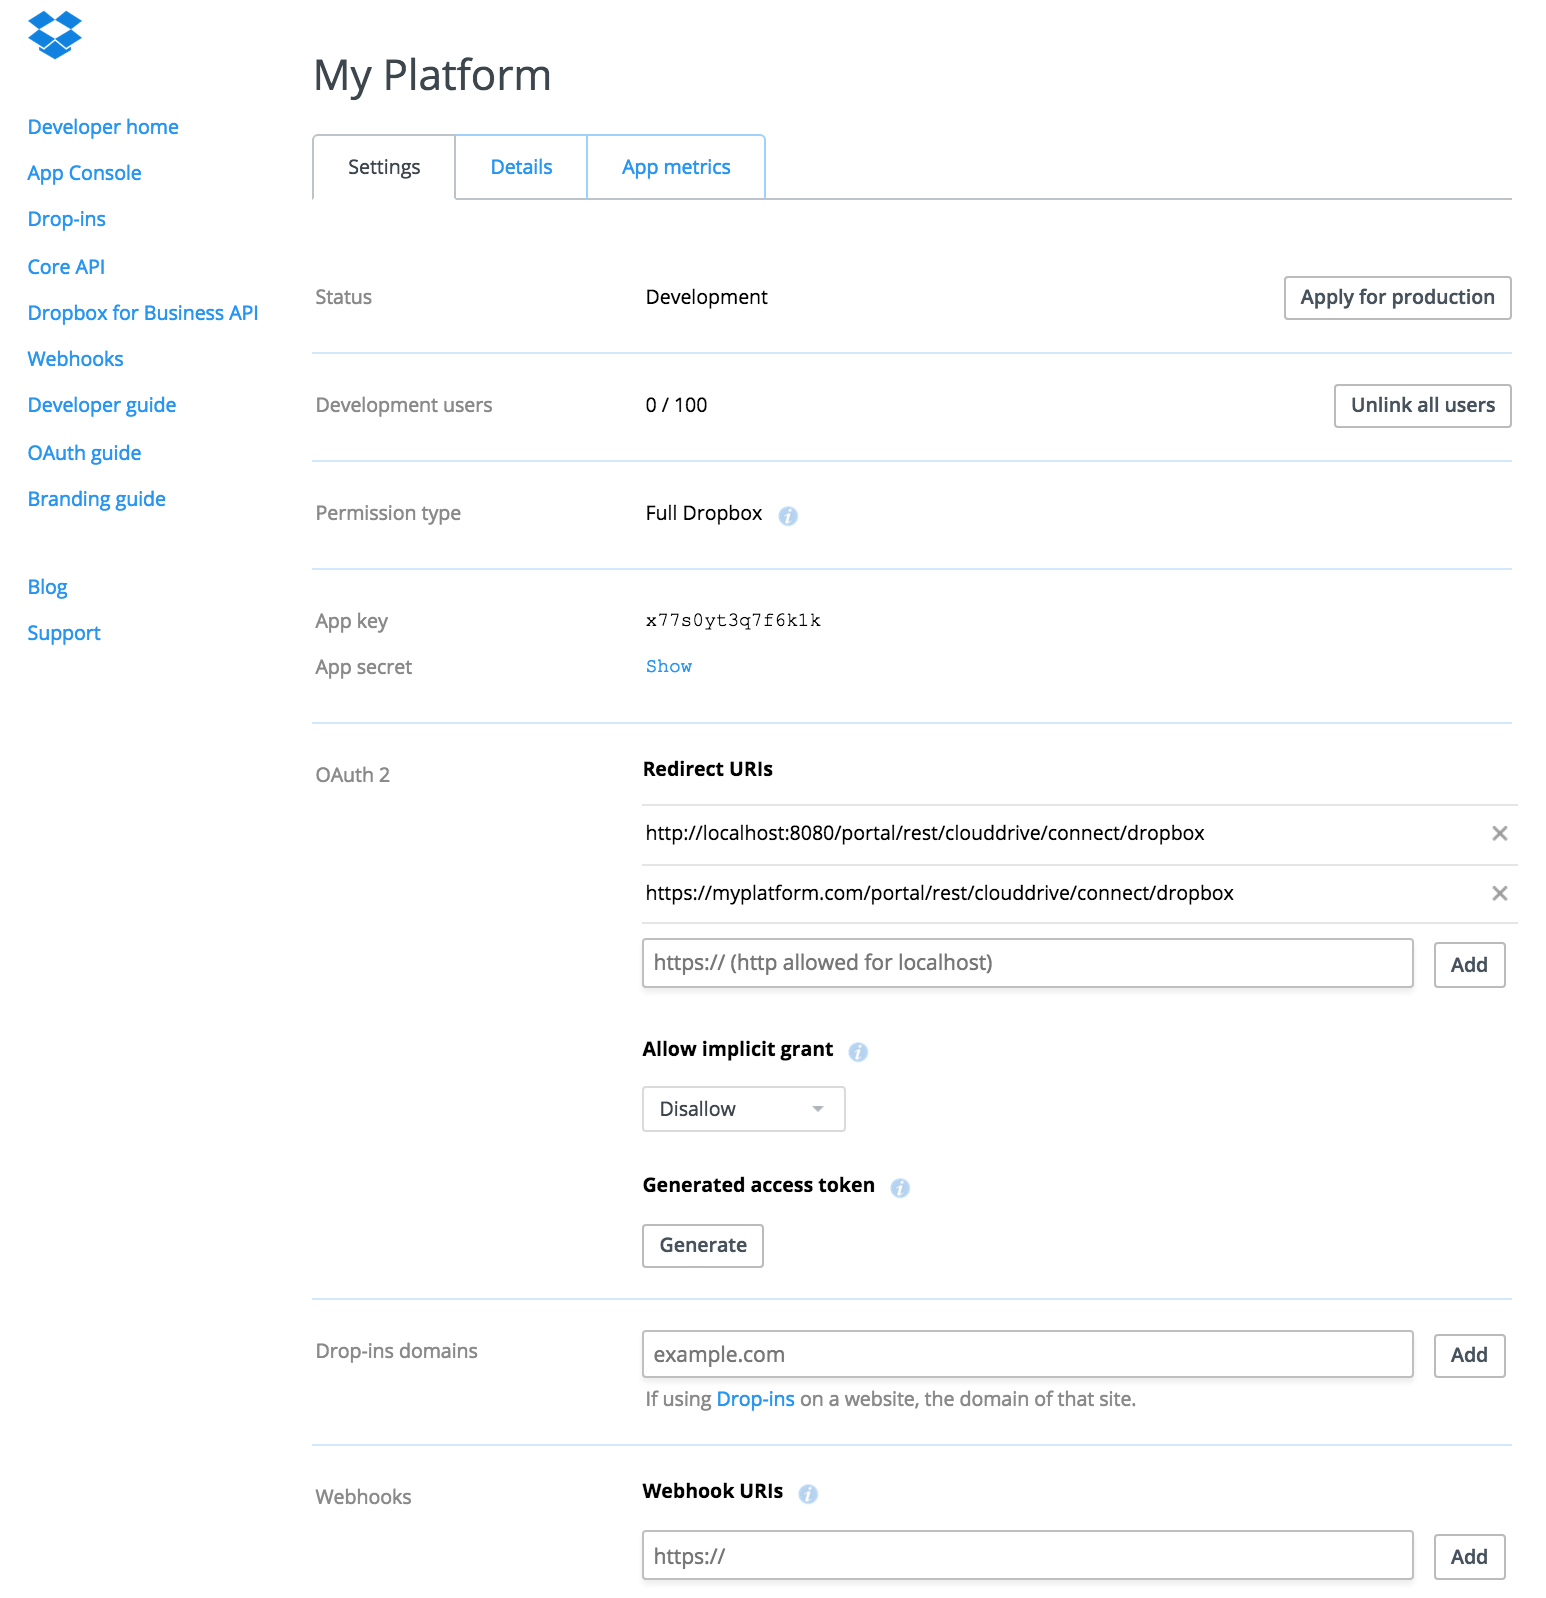 My Platform
Developer home
App Console
Drop-ins
Core API
Dropbox for Business API
Webhooks
Developer guide
OAuth guide
Branding guide
Blog
Support
Settings
Details
App metrics
Status
Development
Apply for production
Development users
0 / 100
Unlink all users
Permission type
Full Dropbox
App key
x77s0yt3q7f6k1k
App secret
Show
OAuth 2
Redirect URIs
http://localhost:8080/portal/rest/clouddrive/connect/dropbox
https://myplatform.com/portal/rest/clouddrive/connect/dropbox
https:// (http allowed for localhost)
Add
Allow implicit grant
Disallow
Generated access token
Generate
Drop-ins domains
example.com
Add
If using Drop-ins on a website, the domain of that site.
Webhooks
Webhook URIs
https://
Add